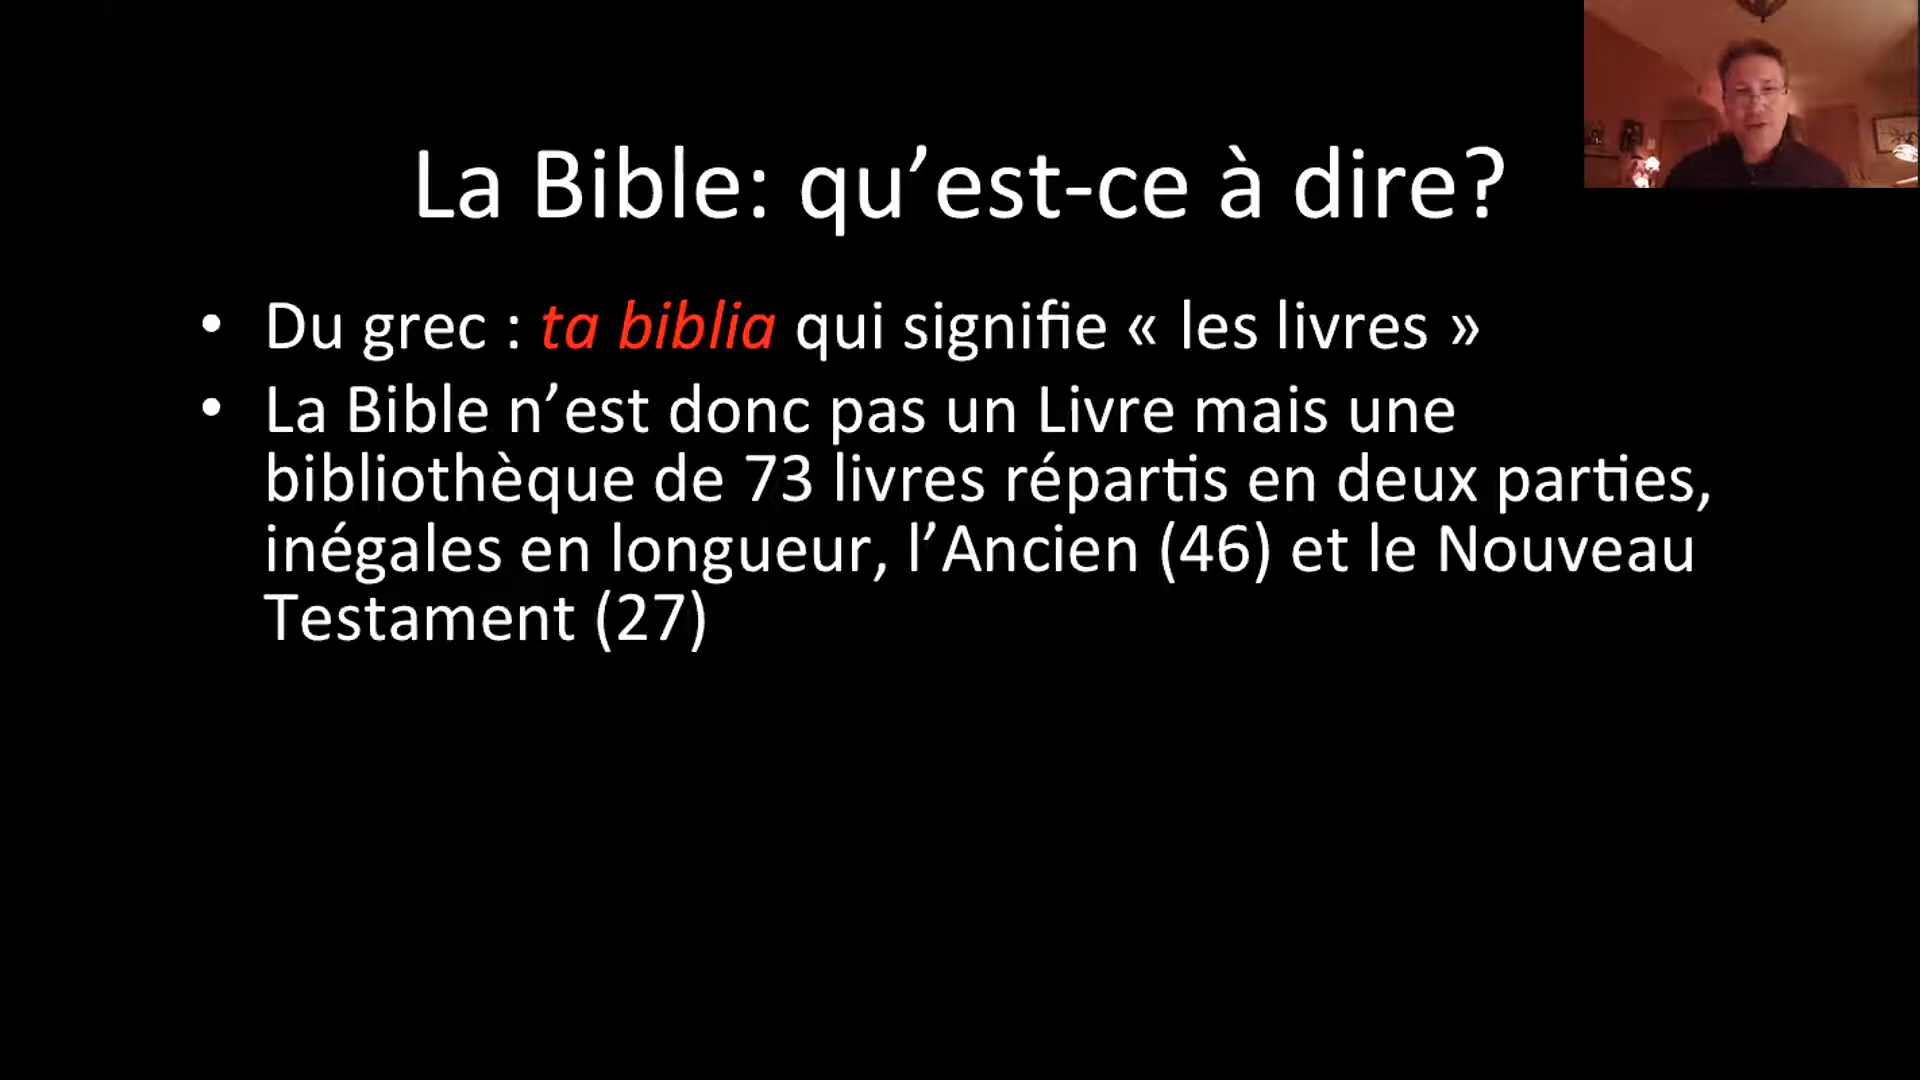 La Bible: qu’est-ce à dire?
• Du grec : ta biblia qui signifie « les livres »
• La Bible n’est donc pas un Livre mais une
bibliothèque de 73 livres répartis en deux parties,
inégales en longueur, l’Ancien (46) et le Nouveau
Testament (27)